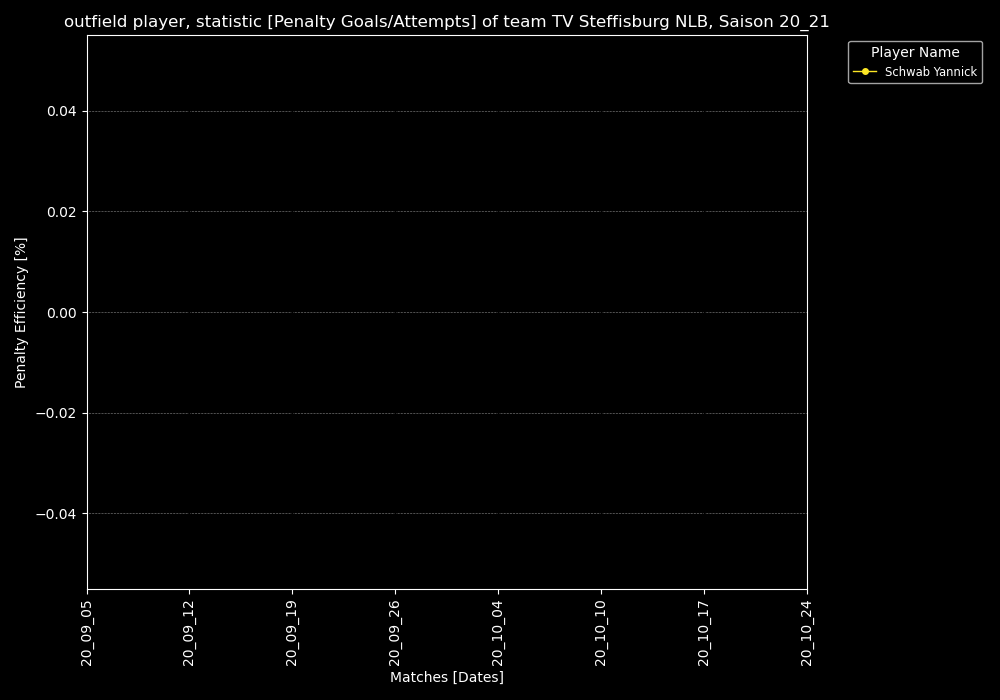 outfield player, statistic [Penalty Goals/Attempts] of team TV Steffisburg NLB, Saison 20_21
Player Name
Schwab Yannick
Penalty Efficiency [%]
0.04
0.02
0.00
−0.02
−0.04
20_09_05
20_09_12
20_09_19
20_09_26
20_10_04
20_10_10
20_10_17
20_10_24
Matches [Dates]